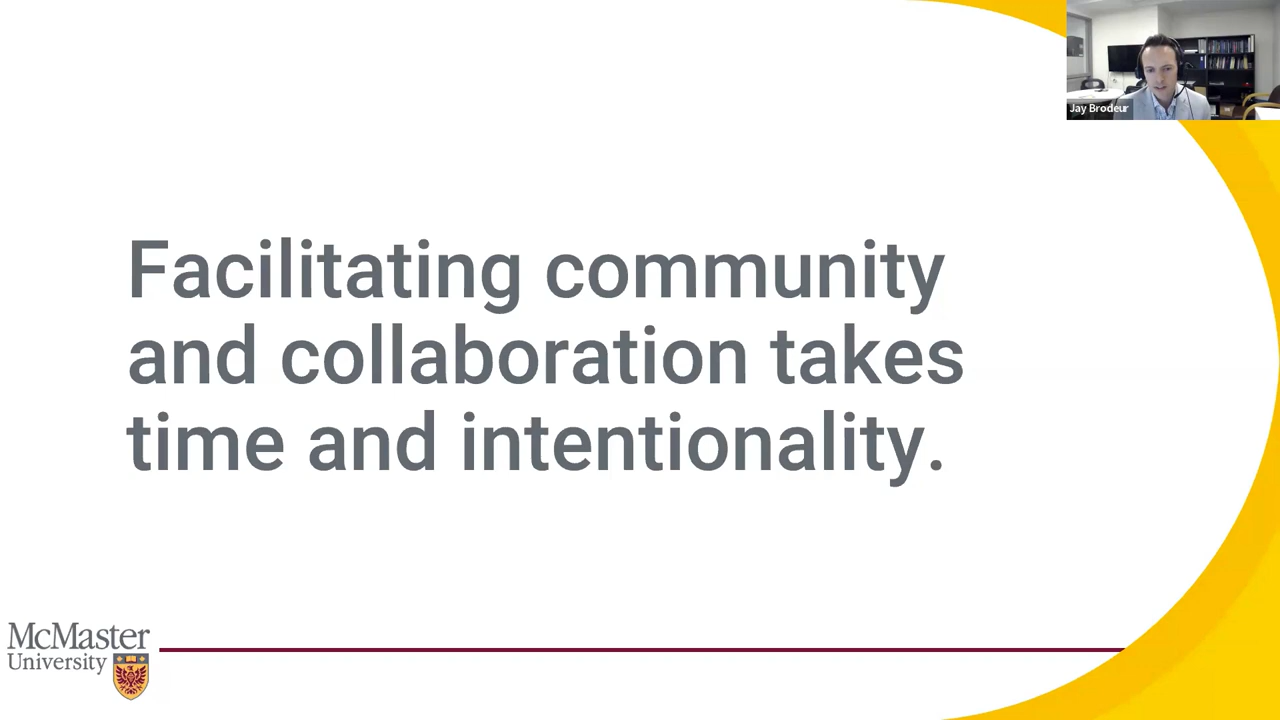 Jay Brodeur
Facilitating community
and collaboration takes
time and intentionality.
McMaster
University